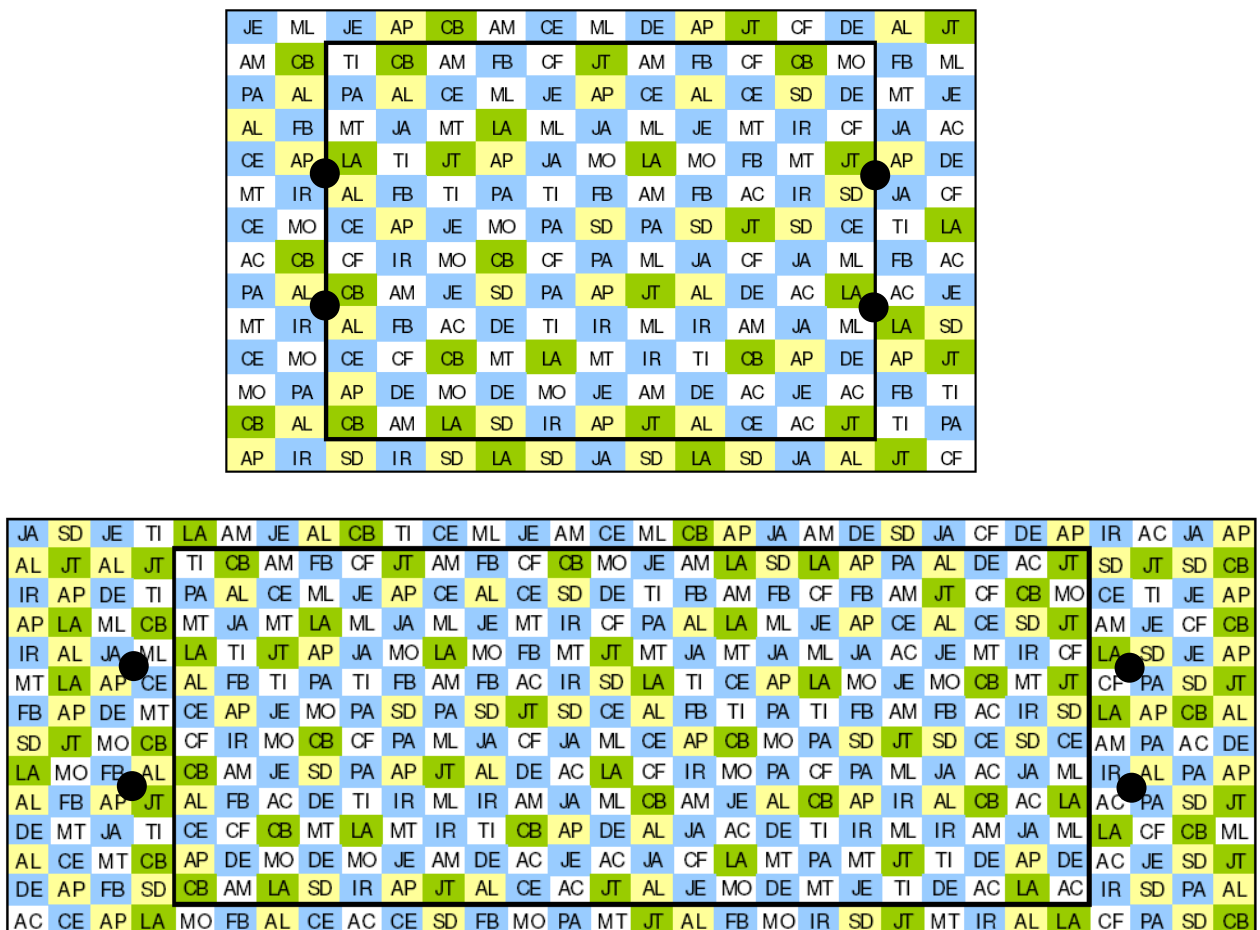 JE ML JE AP CB AM CE ML DE AP JT CF DE AL JT
AM CB TI CB AM FB CF JT AM FB CF CB MO FB ML
PA AL PA AL CE ML JE AP CE AL CE SD DE MT JE
AL FB MT JA MT LA ML JA ML JE MT IR CF JA AC
CE AP LA TI JT AP JA MO LA MO FB MT JT AP DE
MT IR AL FB TI PA TI FB AM FB AC IR SD JA CF
CE MO CE AP JE MO PA SD PA SD JT SD CE TI LA
AC CB CF IR MO CB CF PA ML JA CF JA ML FB AC
PA AL CB AM JE SD PA AP JT AL DE AC LA AC JE
MT IR AL FB AC DE TI IR ML IR AM JA ML LA SD
CE MO CE CF CB MT LA MT IR TI CB AP DE AP JT
MO PA AP DE MO DE MO JE AM DE AC JE AC FB TI
CB AL CB AM LA SD IR AP JT AL CE AC JT TI PA
AP IR SD IR SD LA SD JA SD LA SD JA AL JT CF
JA SD JE TI LA AM JE AL CB TI CE ML JE AM CE ML CB AP JA AM DE SD JA CF DE AP IR AC JA AP
AL JT AL JT TI CB AM FB CF JT AM FB CF CB MO JE AM LA SD LA AP PA AL DE AC JT SD JT SD CB
IR AP DE TI PA AL CE ML JE AP CE AL CE SD DE TI FB AM FB CF FB AM JT CF CB MO CE TI JE AP
AP LA ML CB MT JA MT LA ML JA ML JE MT IR CF PA AL LA ML JE AP CE AL CE SD JT AM JE CF CB
IR AL JA ML LA TI JT AP JA MO LA MO FB MT JT MT JA MT JA ML JA AC JE MT IR CF LA SD JE AP
MT LA AP CE AL FB TI PA TI FB AM FB AC IR SD LA TI CE AP LA MO JE MO CB MT JT CF PA SD JT
FB AP DE MT CE AP JE MO PA SD PA SD JT SD CE AL FB TI PA TI FB AM FB AC IR SD LA AP CB AL
SD JT MO CB CF IR MO CB CF PA ML JA CF JA ML CE AP CB MO PA SD JT SD CE SD CE AM PA AC DE
LA MO FB AL CB AM JE SD PA AP JT AL DE AC LA CF IR MO PA CF PA ML JA AC JA ML IR AL PA AP
AL FB AP JT AL FB AC DE TI IR ML IR AM JA ML CB AM JE AL CB AP IR AL CB AC LA AC PA SD JT
DE MT JA TI CE CF CB MT LA MT IR TI CB AP DE AL JA AC DE TI IR ML IR AM JA ML LA CF CB ML
AL CE MT CB AP DE MO DE MO JE AM DE AC JE AC JA CF LA MT PA MT JT TI DE AP DE AC JE SD JT
DE AP FB SD CB AM LA SD IR AP JT AL CE AC JT AL JE MO DE MT JE TI DE AC LA AC IR SD PA AL
AC CE AP LA MO FB AL CE AC CE SD FB MO PA MT JT AL FB MO IR SD JT MT IR AL LA CF PA SD CB